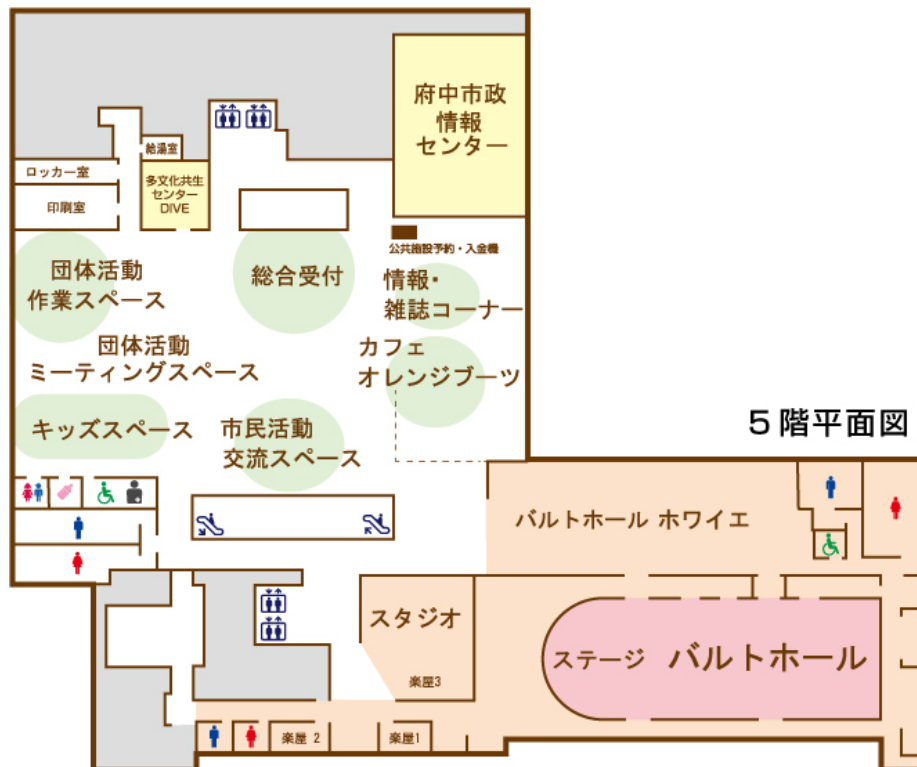 府中市政
情報
センター
給湯室
ロッカー室
多文化共生
センター
DIVE
印刷室
公共施設予約・入金機
団体活動
作業スペース
総合受付
情報・
雑誌コーナー
団体活動
ミーティングスペース
カフェ
オレンジブーツ
キッズスペース
市民活動
交流スペース
5階平面図
バルトホール ホワイエ
スタジオ
ステージ
バルトホール
楽屋3
楽屋 2
楽屋1